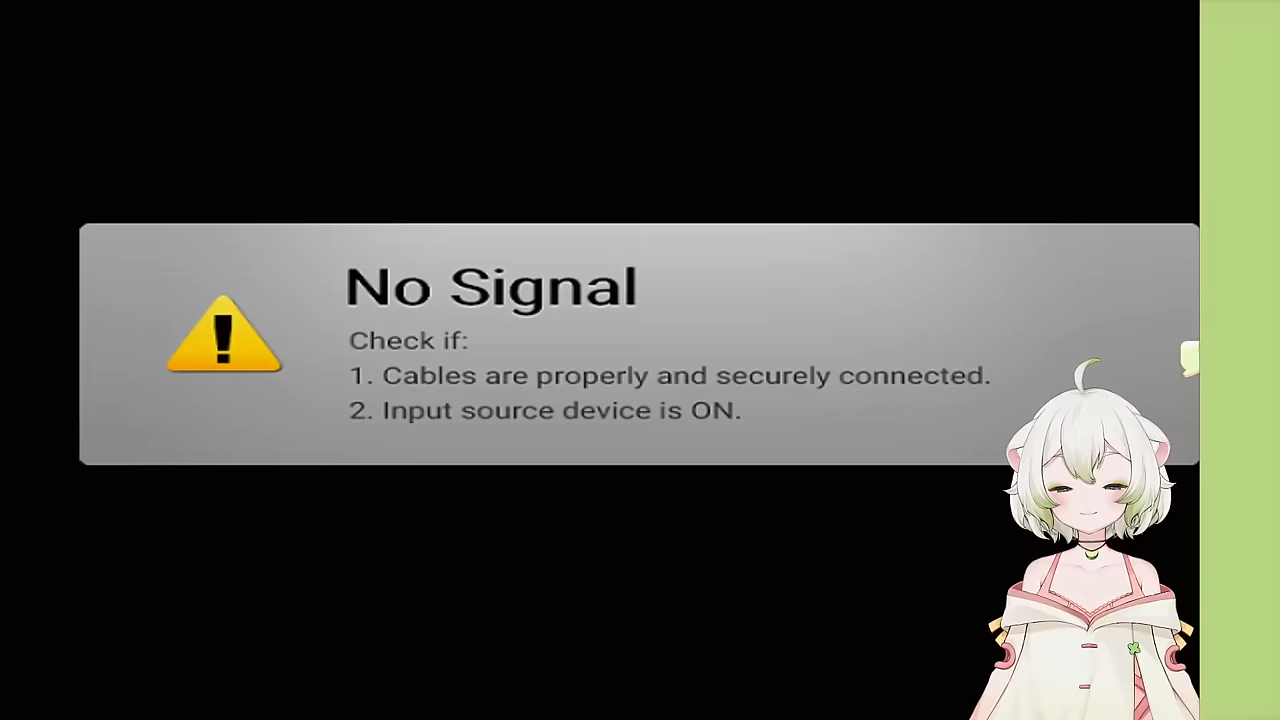 No Signal
Check if:
1. Cables are properly and securely connected.
2. Input source device is ON.